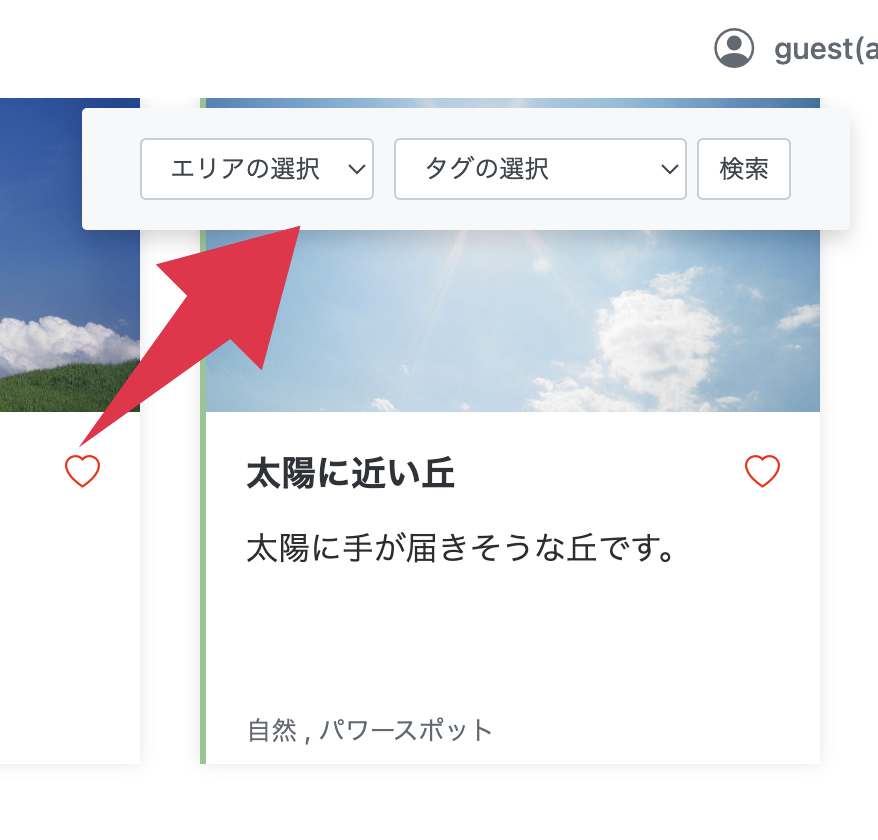 guest(a
エリアの選択
タグの選択
検索
太陽に近い丘
太陽に手が届きそうな丘です。
自然 , パワースポット